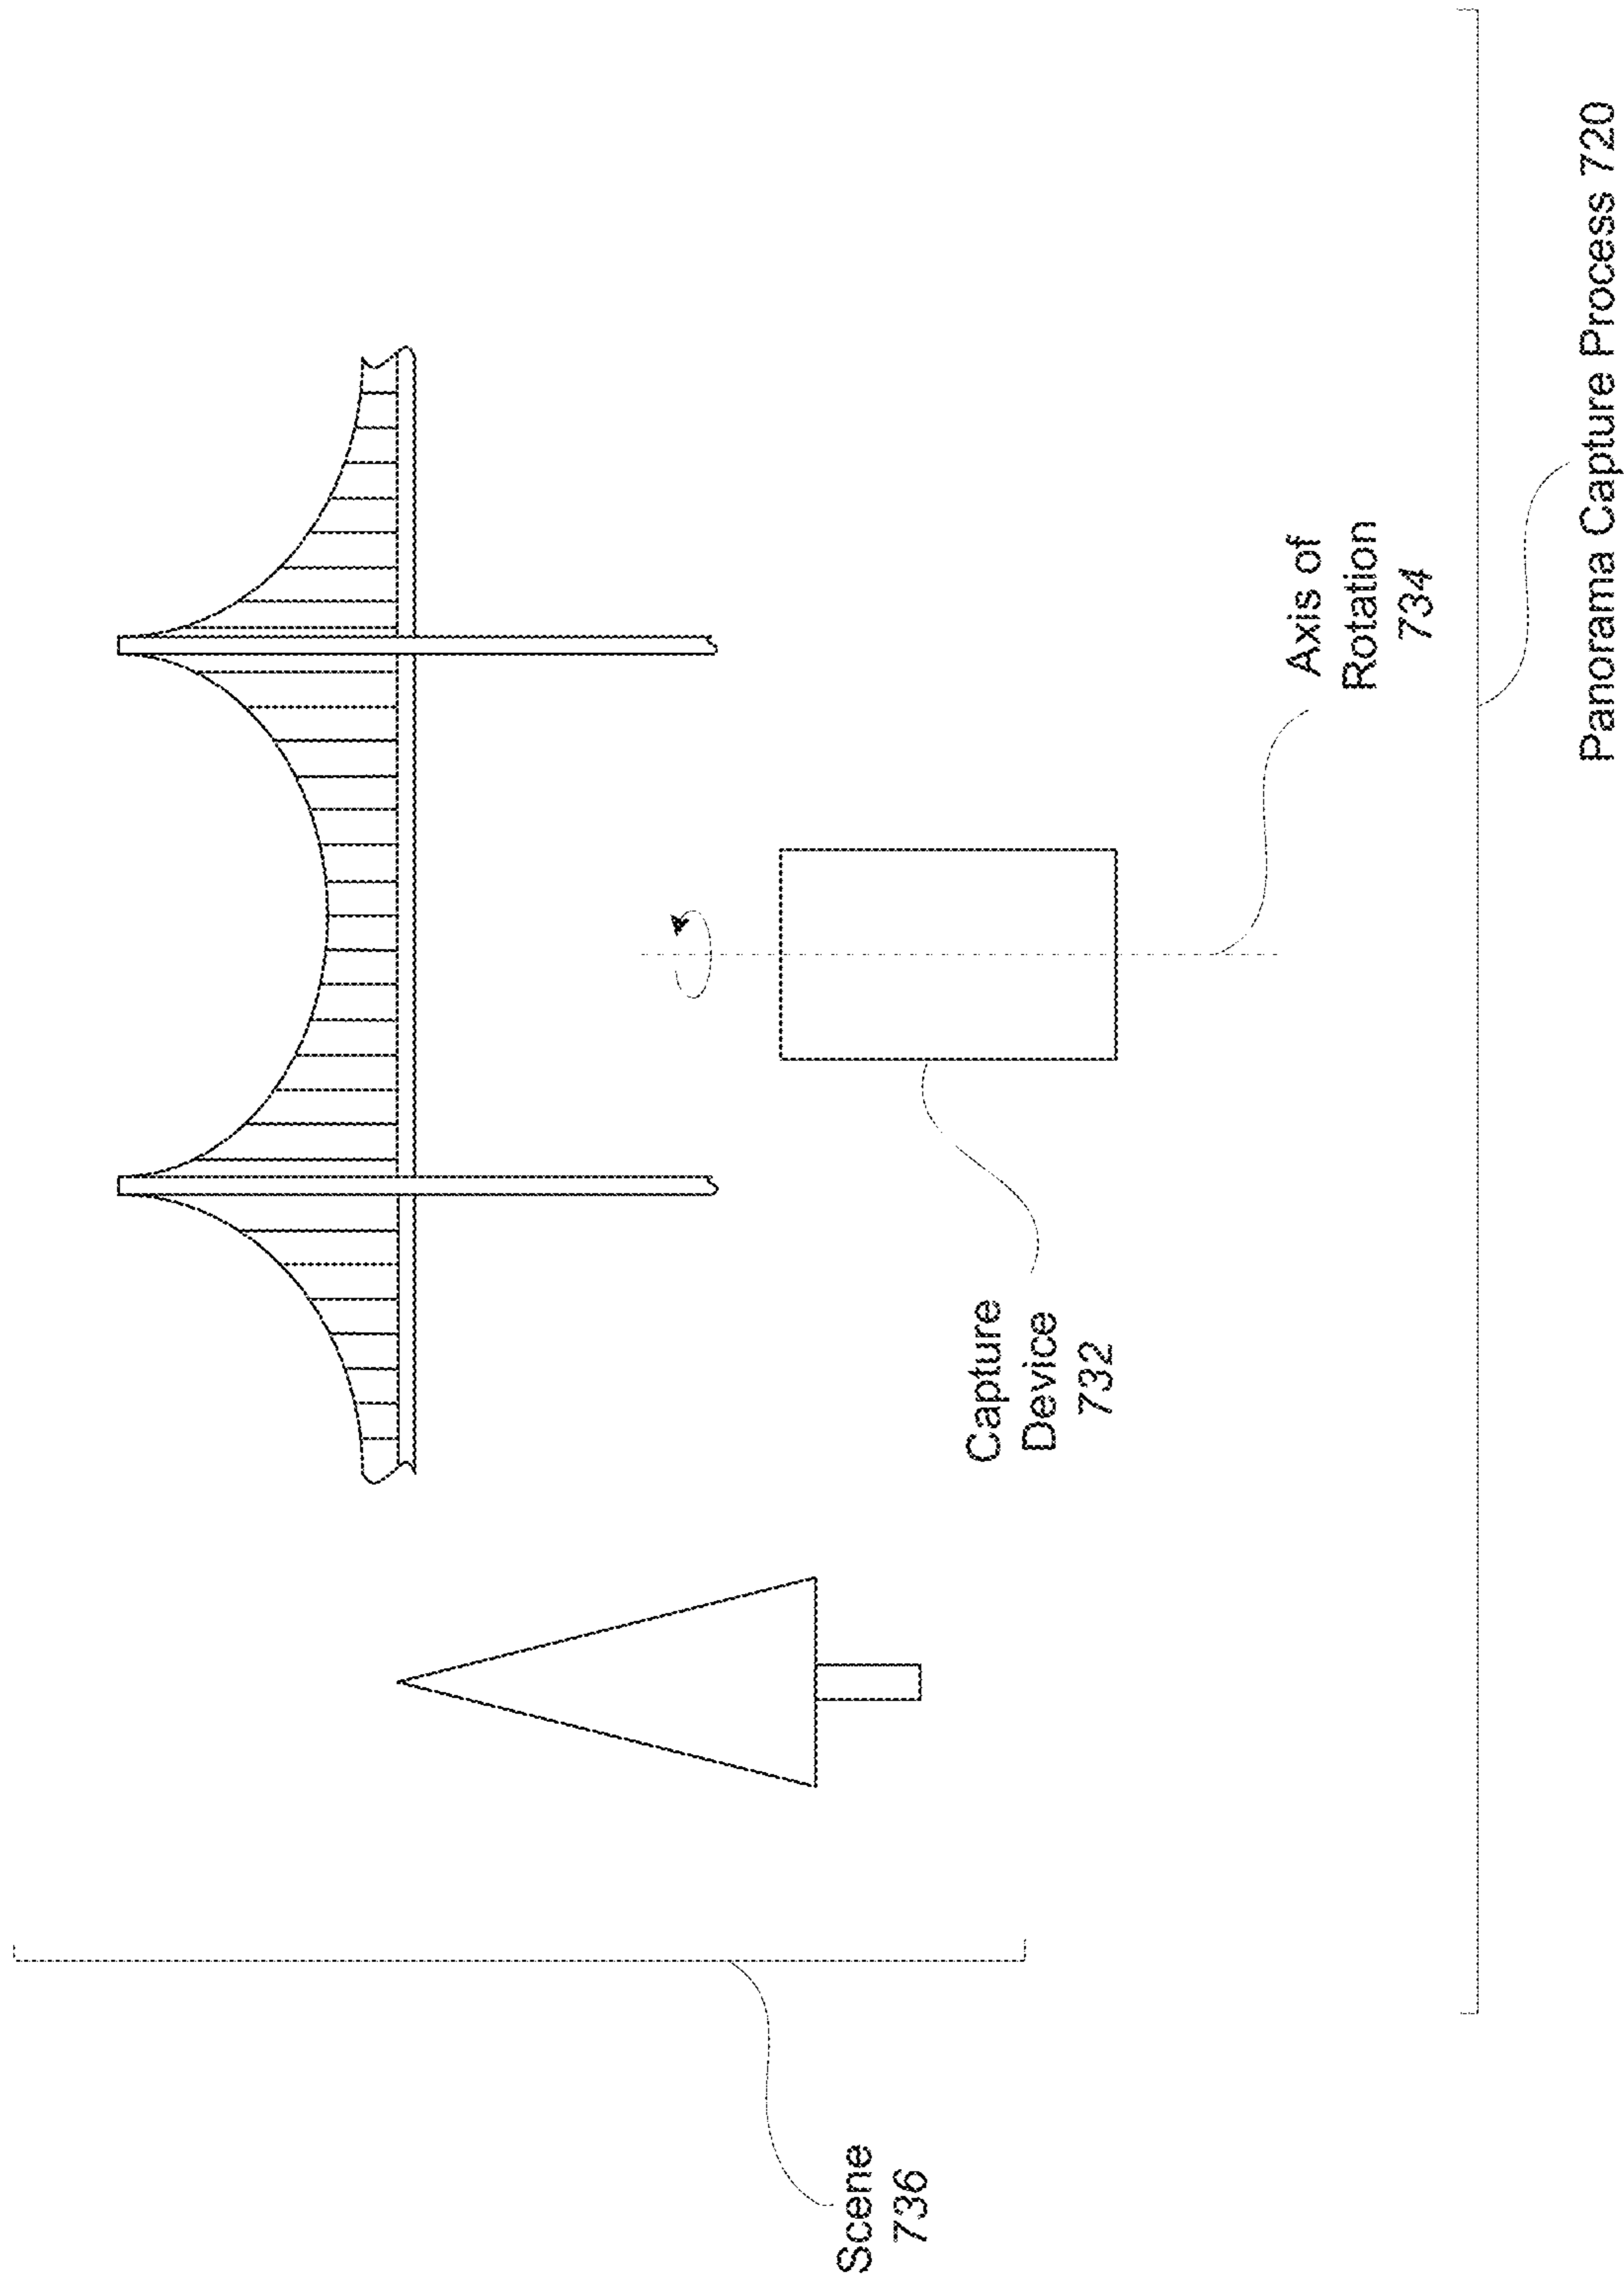 Scene
736
Capture
Device
732
Axis of
Rotation
734
Panorama Capture Process 720